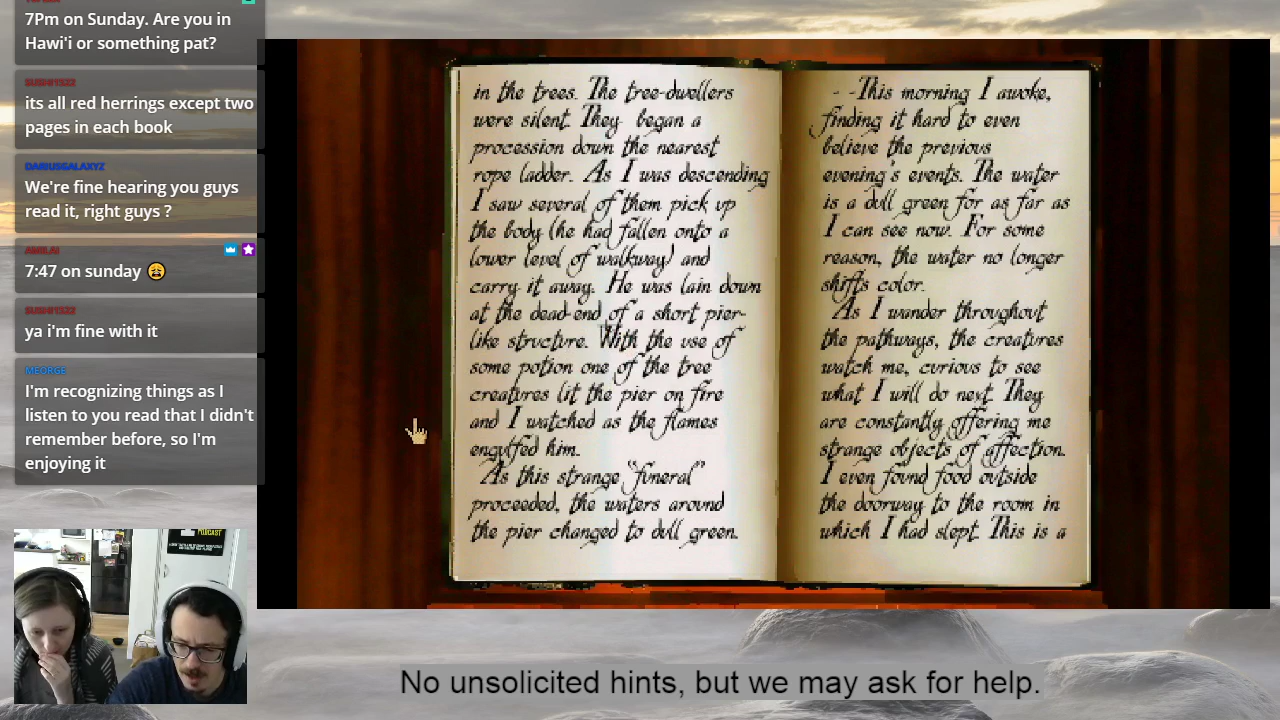 7Pm on Sunday. Are you in
Hawi'i or something pat?
SUSHI1522
its all red herrings except two
pages in each book
DARIUSGALAXYZ
We're fine hearing you guys
read it, right guys ?
7:47 on sunday 😩
SUSHI1522
ya i'm fine with it
MEORGE
I'm recognizing things as I
listen to you read that I didn't
remember before, so I'm
enjoying it
in the trees. The tree-dwellers
were silent. They began a
procession down the nearest
rope ladder. As I was descending
I saw several of them pick up
the body (he had fallen onto a
lower level of walkway) and
carry it away. He was lain down
at the dead-end of a short pier-
like structure. With the use of
some potion one of the tree
creatures lit the pier on fire
and I watched as the flames
engulfed him.
As this strange "funeral"
proceeded, the waters around
the pier changed to dull green.
- -This morning I awoke,
finding it hard to even
believe the previous
evening's events. The water
is a dull green for as far as
I can see now. For some
reason, the water no longer
shifts color.
As I wander throughout
the pathways, the creatures
watch me, curious to see
what I will do next. They
are constantly offering me
strange objects of affection.
I even found food outside
the doorway to the room in
which I had slept. This is a
PODCAST
No unsolicited hints, but we may ask for help.